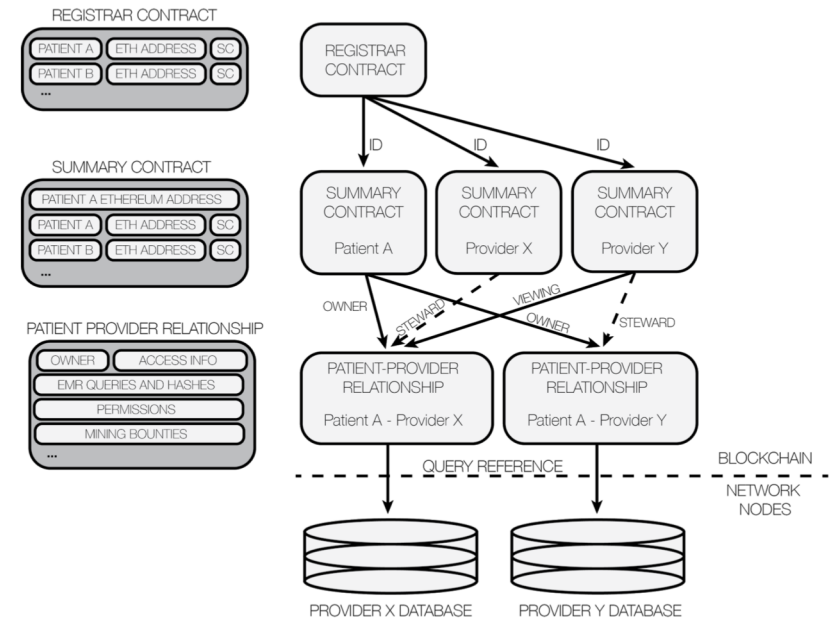 REGISTRAR CONTRACT
PATIENT A ETH ADDRESS SC
PATIENT B ETH ADDRESS SC
...
SUMMARY CONTRACT
PATIENT A ETHEREUM ADDRESS
PATIENT A ETH ADDRESS SC
PATIENT B ETH ADDRESS SC
...
PATIENT PROVIDER RELATIONSHIP
OWNER ACCESS INFO
EMR QUERIES AND HASHES
PERMISSIONS
MINING BOUNTIES
...
REGISTRAR
CONTRACT
ID ID ID
SUMMARY
CONTRACT
Patient A
SUMMARY
CONTRACT
Provider X
SUMMARY
CONTRACT
Provider Y
OWNER
STEWARD
VIEWING
OWNER
STEWARD
PATIENT-PROVIDER
RELATIONSHIP
Patient A - Provider X
PATIENT-PROVIDER
RELATIONSHIP
Patient A - Provider Y
QUERY REFERENCE
BLOCKCHAIN
NETWORK
NODES
PROVIDER X DATABASE
PROVIDER Y DATABASE